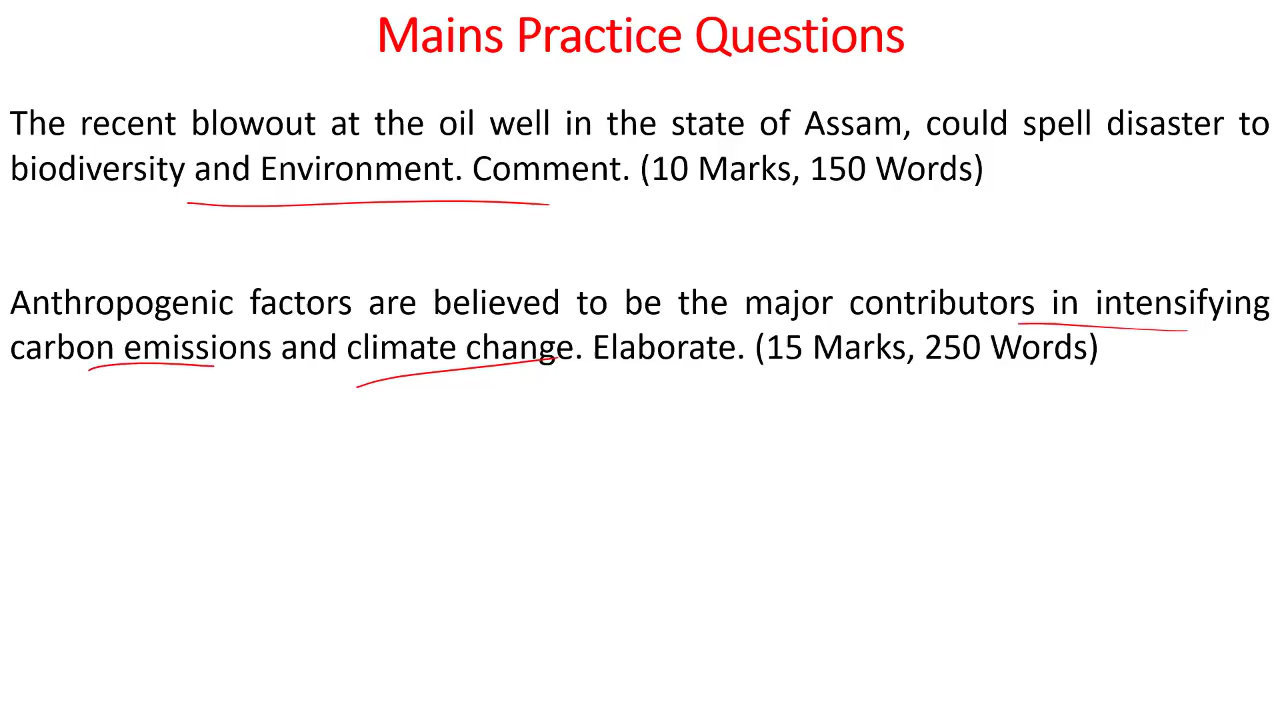 Mains Practice Questions
The recent blowout at the oil well in the state of Assam, could spell disaster to
biodiversity and Environment. Comment. (10 Marks, 150 Words)
Anthropogenic factors are believed to be the major contributors in intensifying
carbon emissions and climate change. Elaborate. (15 Marks, 250 Words)